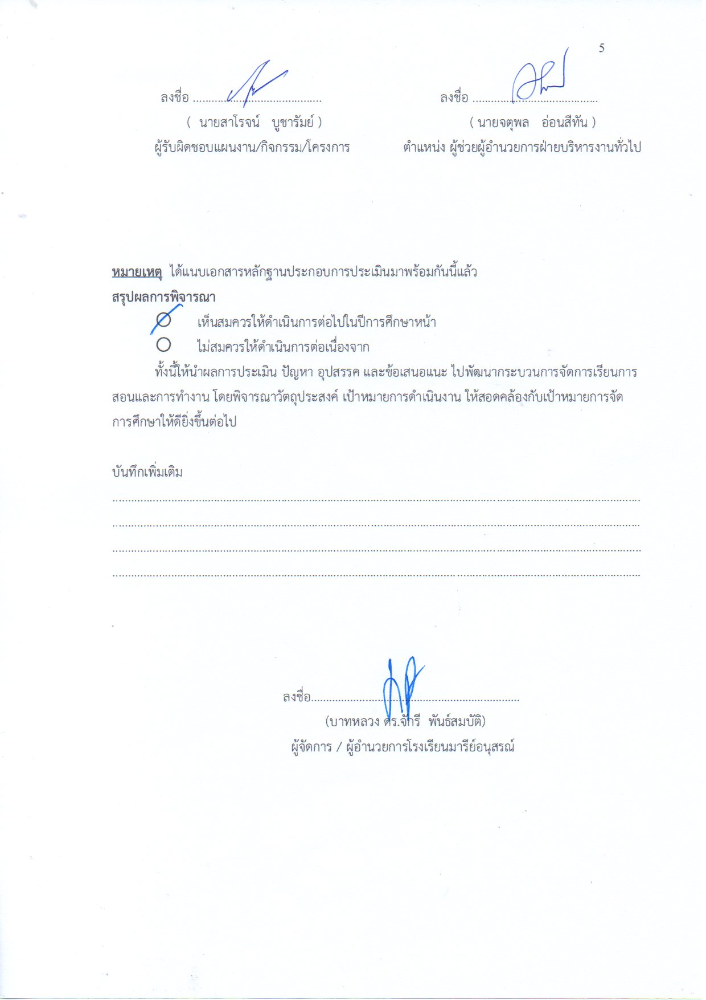 5
ลงชื่อ .......................................... ลงชื่อ .........................................
( นายสาโรจน์ บูชารัมย์ ) ( นายจตุพล อ่อนสีทัน )
ผู้รับผิดชอบแผนงาน/กิจกรรม/โครงการ ตำแหน่ง ผู้ช่วยผู้อำนวยการฝ่ายบริหารงานทั่วไป
หมายเหตุ ได้แนบเอกสารหลักฐานประกอบการประเมินมาพร้อมกันนี้แล้ว
สรุปผลการพิจารณา
เห็นสมควรให้ดำเนินการต่อไปในปีการศึกษาหน้า
ไม่สมควรให้ดำเนินการต่อเนื่องจาก
ทั้งนี้ให้นำผลการประเมิน ปัญหา อุปสรรค และข้อเสนอแนะ ไปพัฒนากระบวนการจัดการเรียนการ
สอนและการทำงาน โดยพิจารณาวัตถุประสงค์ เป้าหมายการดำเนินงาน ให้สอดคล้องกับเป้าหมายการจัด
การศึกษาให้ดียิ่งขึ้นต่อไป
บันทึกเพิ่มเติม
ลงชื่อ......................................................................
(บาทหลวง ดร.จักรี พันธ์สมบัติ)
ผู้จัดการ / ผู้อำนวยการโรงเรียนมารีย์อนุสรณ์